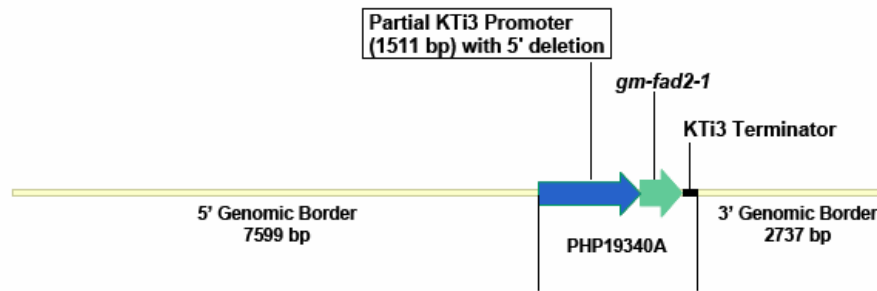 Partial KTi3 Promoter
(1511 bp) with 5' deletion
gm-fad2-1
KTi3 Terminator
5' Genomic Border
7599 bp
PHP19340A
3' Genomic Border
2737 bp